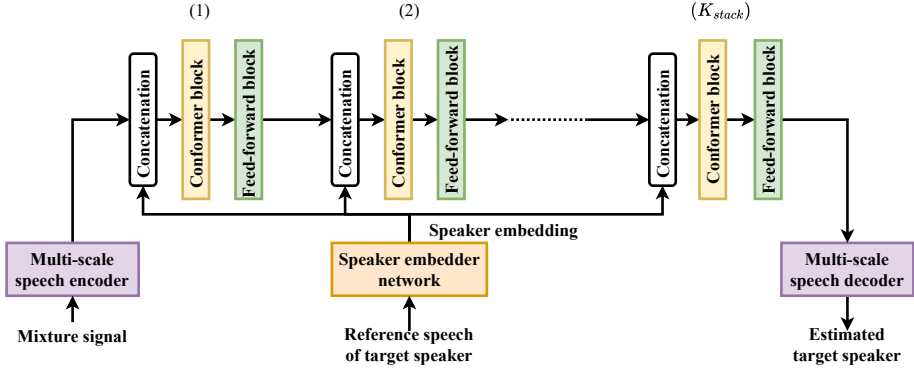 (1)
(2)
(K_{stack})
Concatenation
Conformer block
Feed-forward block
Concatenation
Conformer block
Feed-forward block
Concatenation
Conformer block
Feed-forward block
Speaker embedding
Multi-scale
speech encoder
Speaker embedder
network
Multi-scale
speech decoder
Mixture signal
Reference speech
of target speaker
Estimated
target speaker